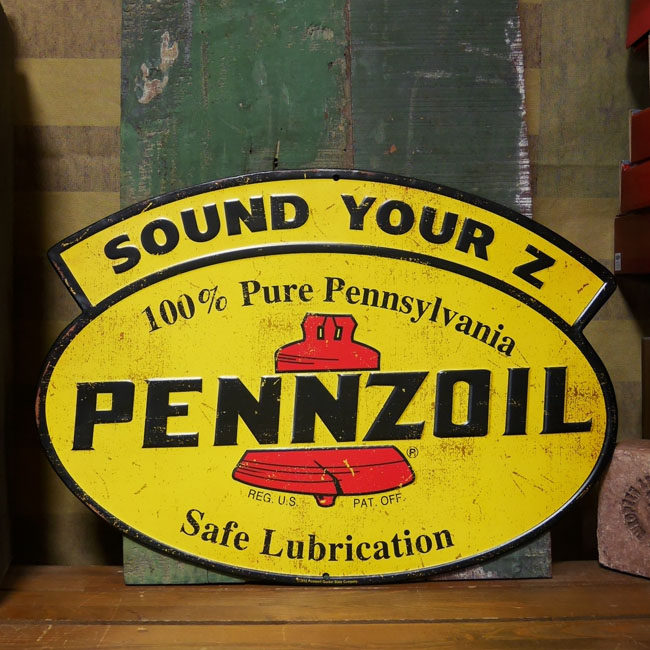 SOUND YOUR Z
100% Pure Pennsylvania
PENNZOIL
®
REG. U.S. PAT. OFF.
Safe Lubrication